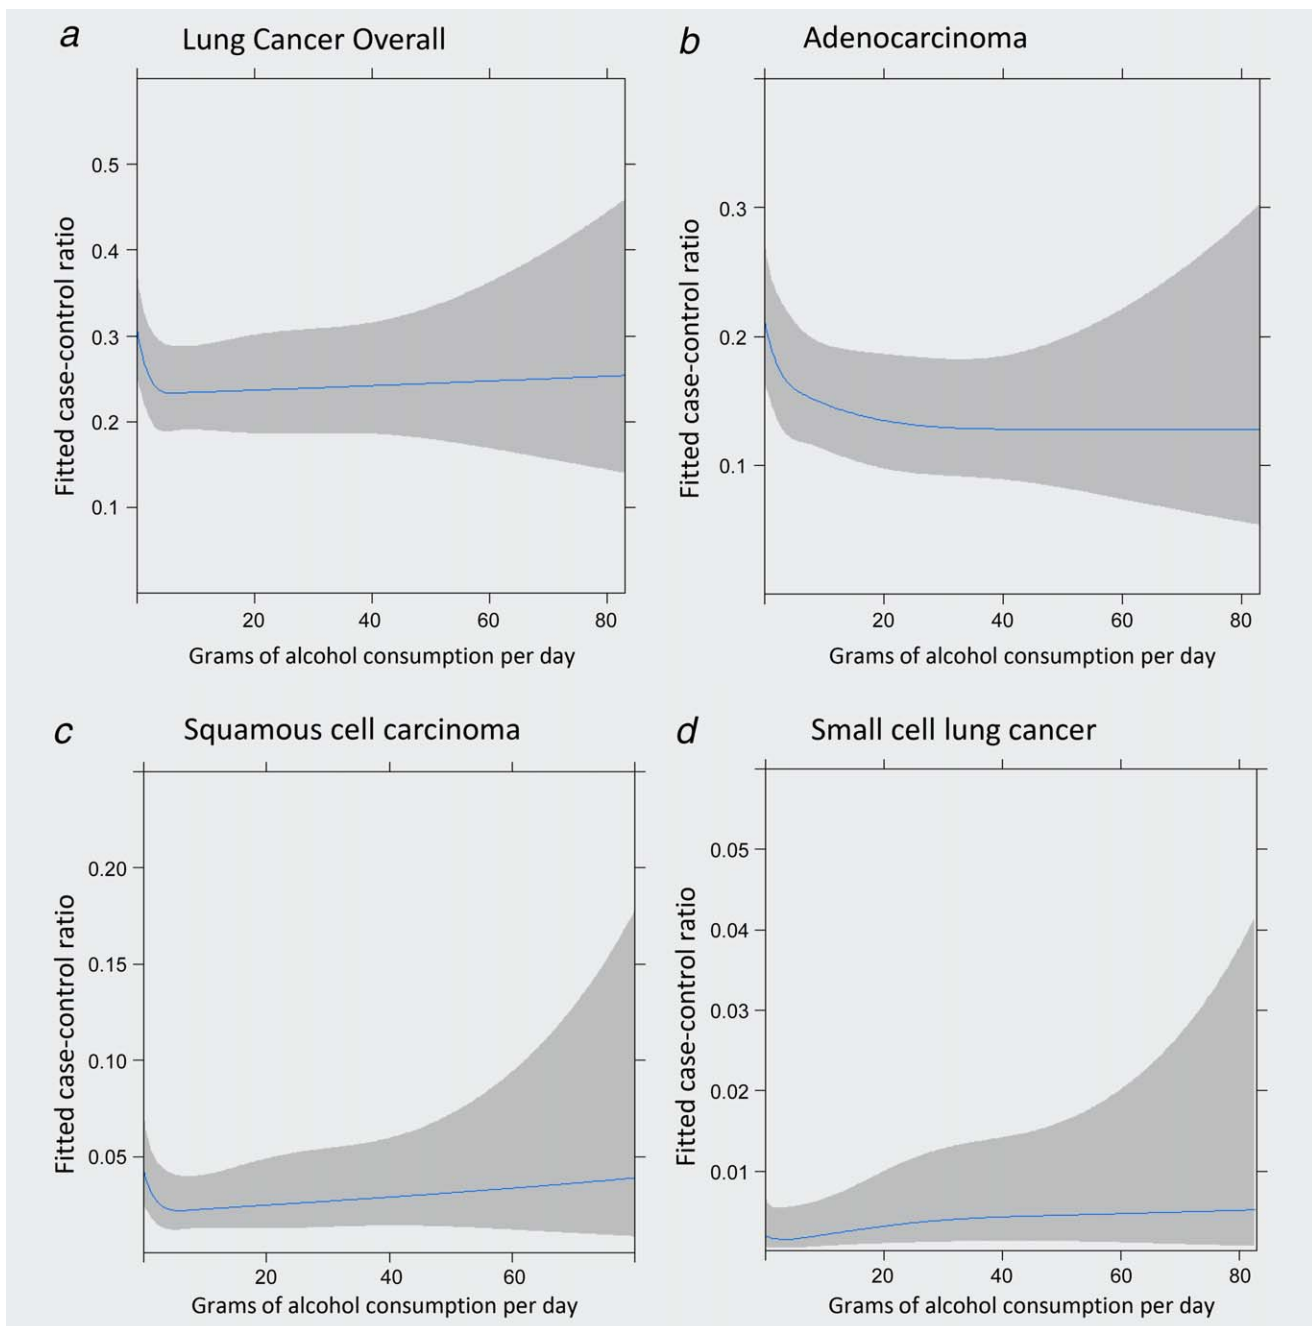 a Lung Cancer Overall
Fitted case-control ratio
0.5
0.4
0.3
0.2
0.1
20 40 60 80
Grams of alcohol consumption per day
b Adenocarcinoma
Fitted case-control ratio
0.3
0.2
0.1
20 40 60 80
Grams of alcohol consumption per day
c Squamous cell carcinoma
Fitted case-control ratio
0.20
0.15
0.10
0.05
20 40 60
Grams of alcohol consumption per day
d Small cell lung cancer
Fitted case-control ratio
0.05
0.04
0.03
0.02
0.01
20 40 60 80
Grams of alcohol consumption per day